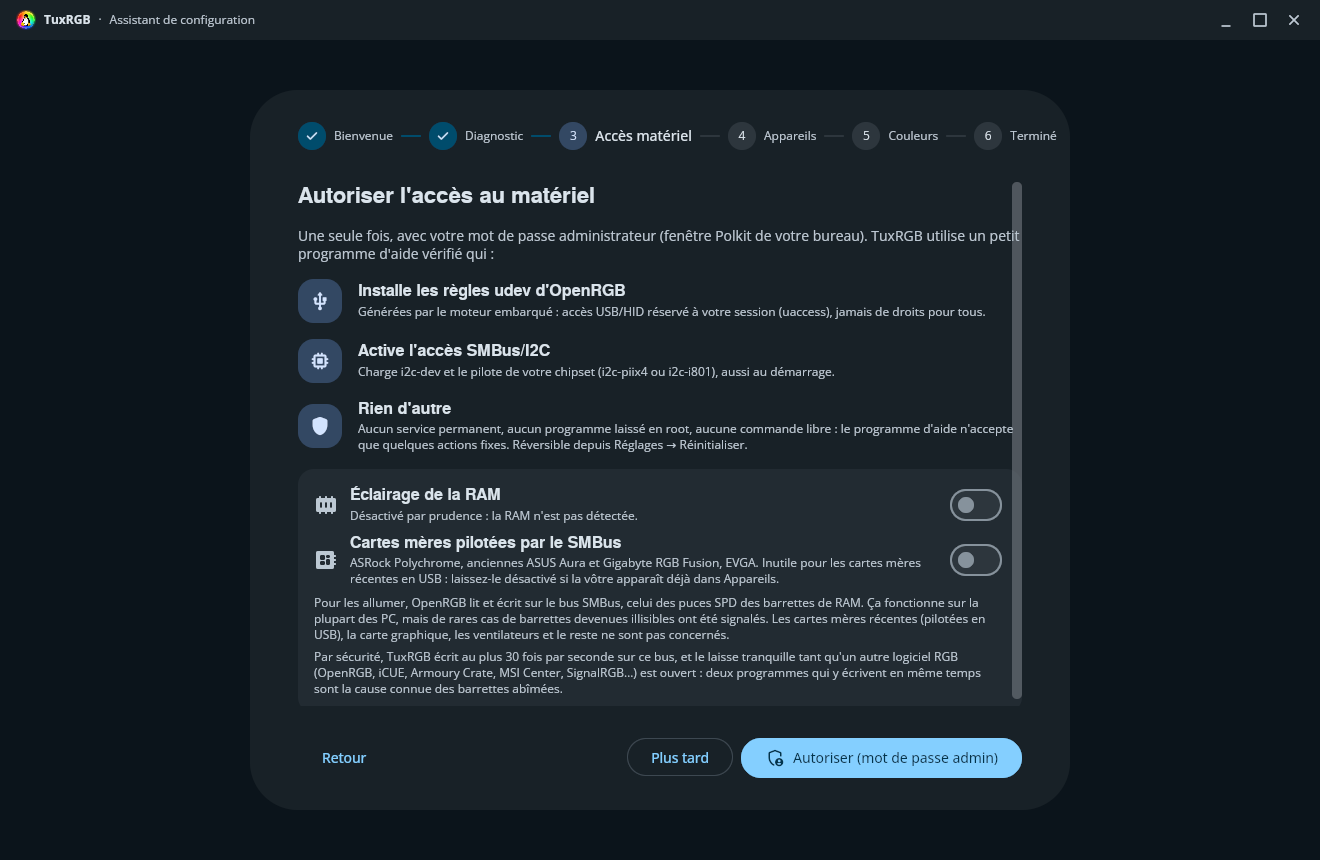 TuxRGB · Assistant de configuration
Bienvenue Diagnostic 3 Accès matériel 4 Appareils 5 Couleurs 6 Terminé
Autoriser l'accès au matériel
Une seule fois, avec votre mot de passe administrateur (fenêtre Polkit de votre bureau). TuxRGB utilise un petit
programme d'aide vérifié qui :
Installe les règles udev d'OpenRGB
Générées par le moteur embarqué : accès USB/HID réservé à votre session (uaccess), jamais de droits pour tous.
Active l'accès SMBus/I2C
Charge i2c-dev et le pilote de votre chipset (i2c-piix4 ou i2c-i801), aussi au démarrage.
Rien d'autre
Aucun service permanent, aucun programme laissé en root, aucune commande libre : le programme d'aide n'accepte
que quelques actions fixes. Réversible depuis Réglages → Réinitialiser.
Éclairage de la RAM
Désactivé par prudence : la RAM n'est pas détectée.
Cartes mères pilotées par le SMBus
ASRock Polychrome, anciennes ASUS Aura et Gigabyte RGB Fusion, EVGA. Inutile pour les cartes mères
récentes en USB : laissez-le désactivé si la vôtre apparaît déjà dans Appareils.
Pour les allumer, OpenRGB lit et écrit sur le bus SMBus, celui des puces SPD des barrettes de RAM. Ça fonctionne sur la
plupart des PC, mais de rares cas de barrettes devenues illisibles ont été signalés. Les cartes mères récentes (pilotées en
USB), la carte graphique, les ventilateurs et le reste ne sont pas concernés.
Par sécurité, TuxRGB écrit au plus 30 fois par seconde sur ce bus, et le laisse tranquille tant qu'un autre logiciel RGB
(OpenRGB, iCUE, Armoury Crate, MSI Center, SignalRGB…) est ouvert : deux programmes qui y écrivent en même temps
sont la cause connue des barrettes abîmées.
Retour Plus tard Autoriser (mot de passe admin)